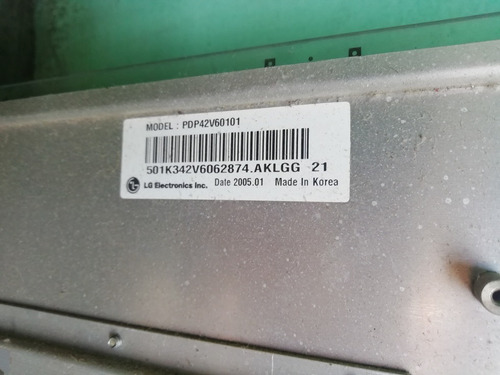 MODEL : PDP42V60101
501K342V6062874.AKLGG 21
LG Electronics Inc. Date 2005.01 Made In Korea